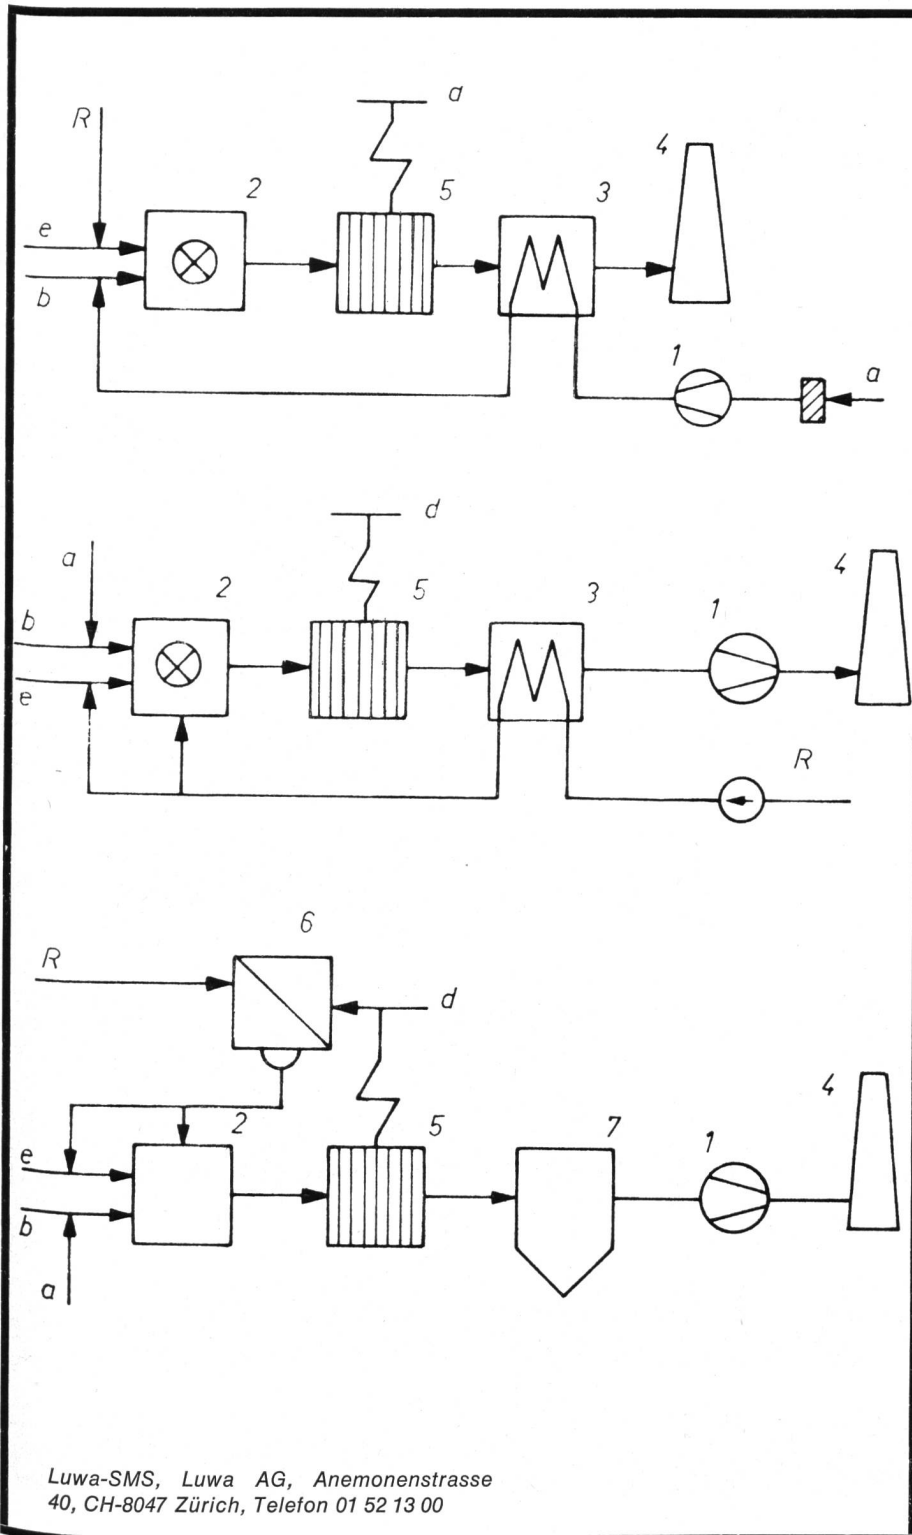 R
a
2
5
3
4
e
b
1
a
d
a
2
5
3
1
4
b
e
R
6
R
d
2
5
7
1
4
e
b
a
Luwa-SMS, Luwa AG, Anemonenstrasse
40, CH-8047 Zürich, Telefon 01 52 13 00